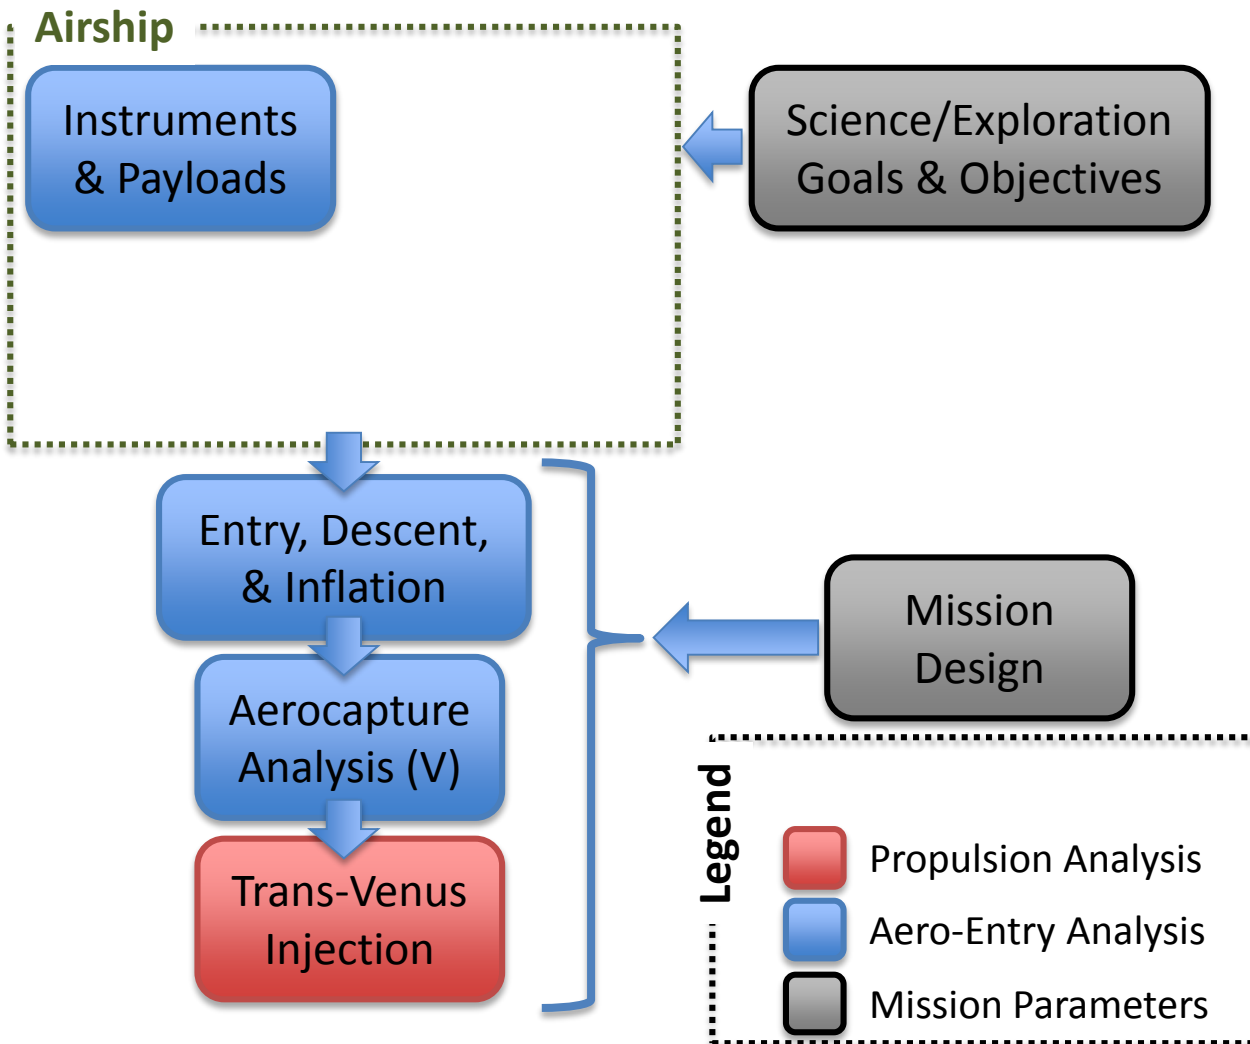 Airship
Instruments
& Payloads
Science/Exploration
Goals & Objectives
Entry, Descent,
& Inflation
Mission
Design
Aerocapture
Analysis (V)
Trans-Venus
Injection
Legend
Propulsion Analysis
Aero-Entry Analysis
Mission Parameters